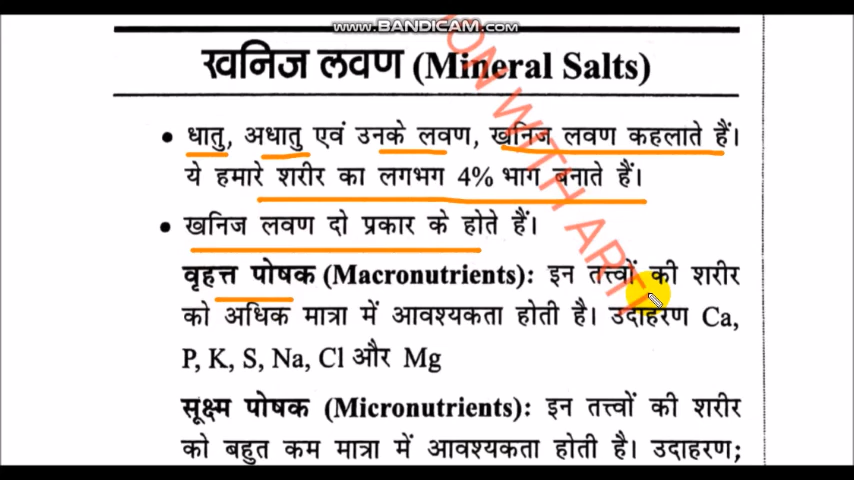 www.BANDICAM.com
खनिज लवण (Mineral Salts)
• धातु, अधातु एवं उनके लवण, खनिज लवण कहलाते हैं।
ये हमारे शरीर का लगभग 4% भाग बनाते हैं।
• खनिज लवण दो प्रकार के होते हैं।
वृहत्त पोषक (Macronutrients): इन तत्त्वों की शरीर
को अधिक मात्रा में आवश्यकता होती है। उदाहरण Ca,
P, K, S, Na, Cl और Mg
सूक्ष्म पोषक (Micronutrients): इन तत्त्वों की शरीर
को बहुत कम मात्रा में आवश्यकता होती है। उदाहरण;
ON WITH